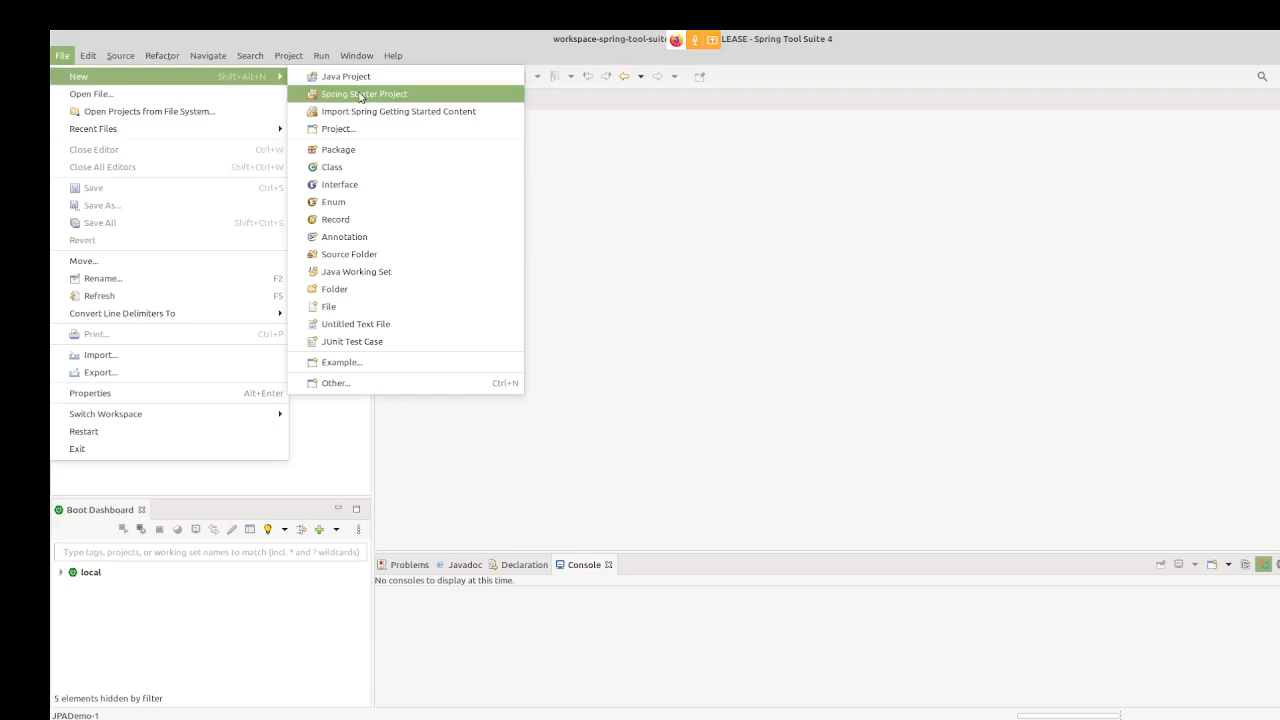 workspace-spring-tool-suit LEASE - Spring Tool Suite 4
File Edit Source Refactor Navigate Search Project Run Window Help
New Shift+Alt+N
Open File...
Open Projects from File System...
Recent Files
Close Editor Ctrl+W
Close All Editors Shift+Ctrl+W
Save Ctrl+S
Save As...
Save All Shift+Ctrl+S
Revert
Move...
Rename... F2
Refresh F5
Convert Line Delimiters To
Print... Ctrl+P
Import...
Export...
Properties Alt+Enter
Switch Workspace
Restart
Exit
Java Project
Spring Starter Project
Import Spring Getting Started Content
Project...
Package
Class
Interface
Enum
Record
Annotation
Source Folder
Java Working Set
Folder
File
Untitled Text File
JUnit Test Case
Example...
Other... Ctrl+N
Boot Dashboard
Type tags, projects, or working set names to match (incl. * and ? wildcards)
local
5 elements hidden by filter
Problems Javadoc Declaration Console
No consoles to display at this time.
JPADemo-1